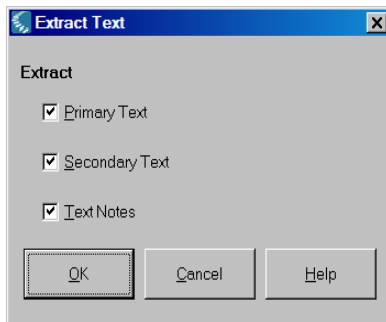 Extract Text
Extract
Primary Text
Secondary Text
Text Notes
OK Cancel Help